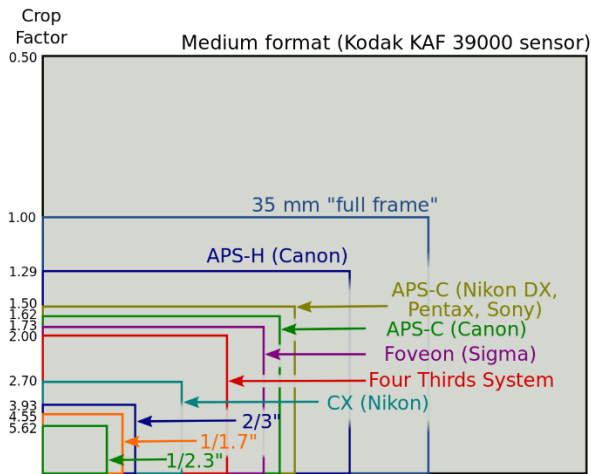 Crop
Factor
Medium format (Kodak KAF 39000 sensor)
0.50
35 mm "full frame"
1.00
APS-H (Canon)
1.29
APS-C (Nikon DX,
Pentax, Sony)
1.50
1.62
APS-C (Canon)
1.73
2.00
Foveon (Sigma)
Four Thirds System
2.70
CX (Nikon)
3.93
2/3"
4.55
5.62
1/1.7"
1/2.3"